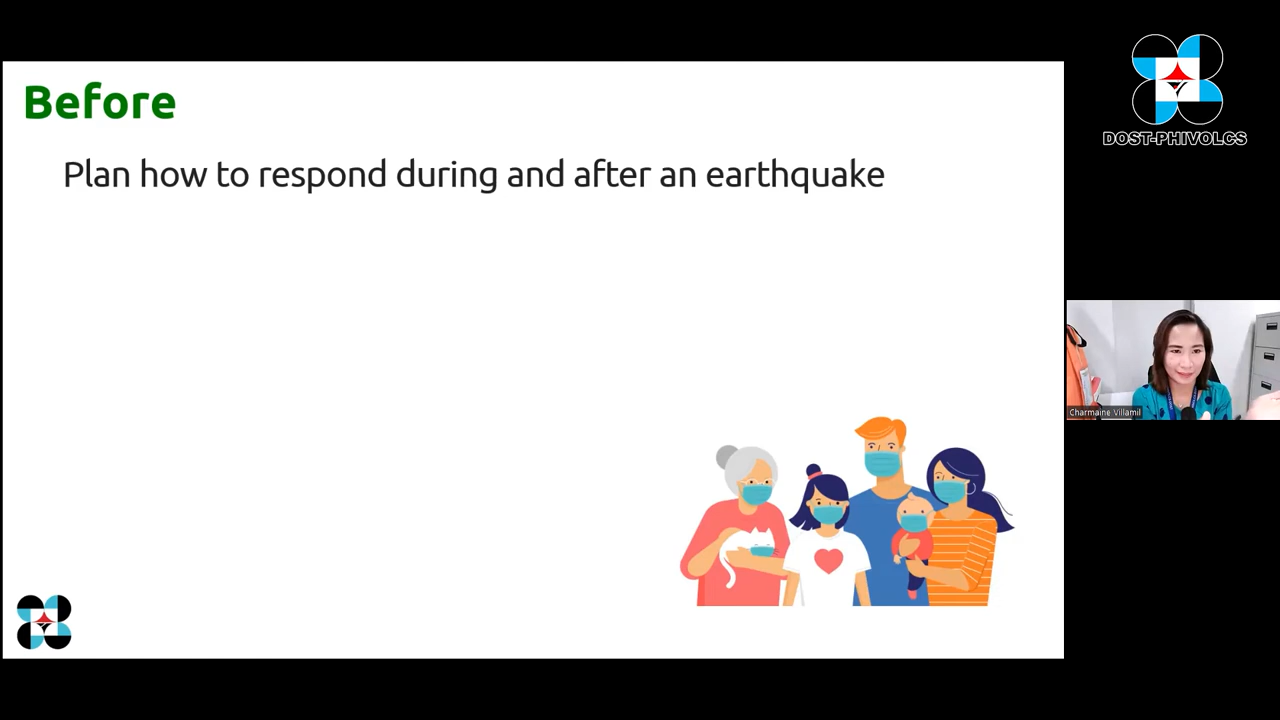 Before
Plan how to respond during and after an earthquake
DOST-PHIVOLCS
Charmaine Villamil